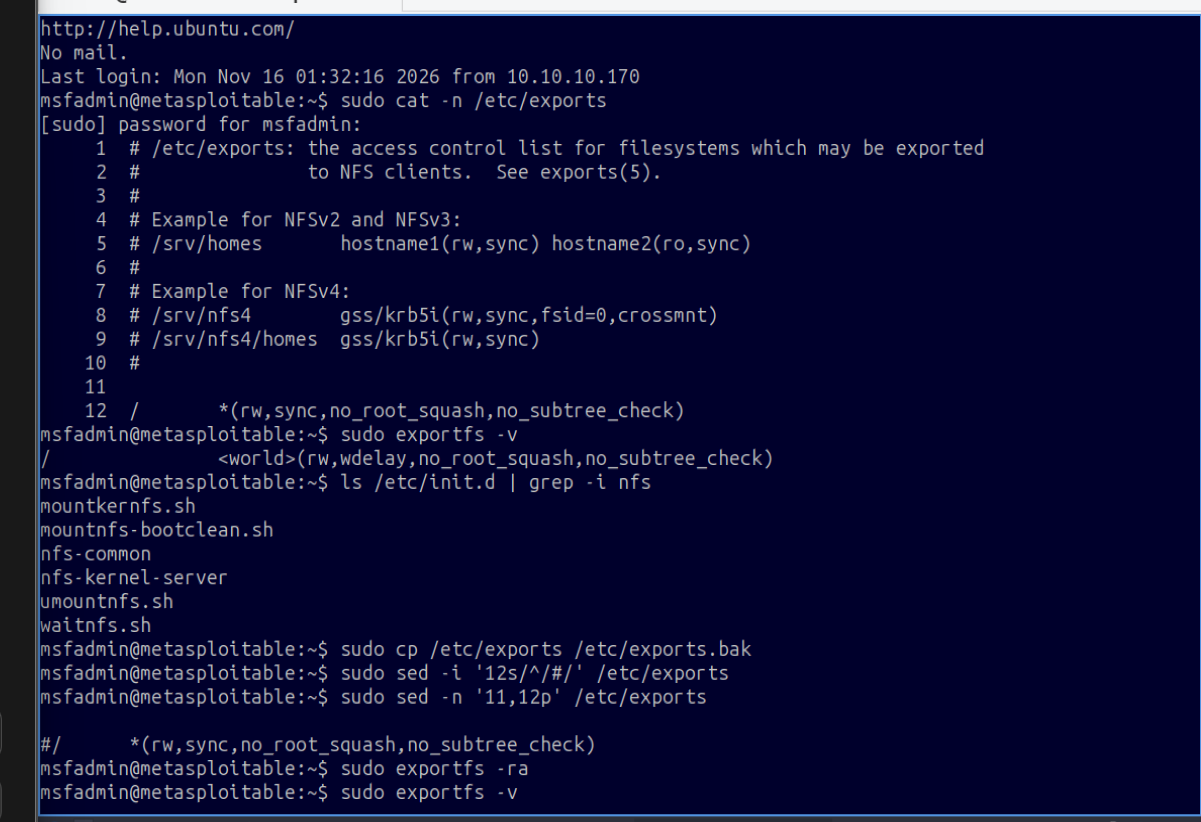 http://help.ubuntu.com/
No mail.
Last login: Mon Nov 16 01:32:16 2026 from 10.10.10.170
msfadmin@metasploitable:~$ sudo cat -n /etc/exports
[sudo] password for msfadmin:
     1  # /etc/exports: the access control list for filesystems which may be exported
     2  #               to NFS clients.  See exports(5).
     3  #
     4  # Example for NFSv2 and NFSv3:
     5  # /srv/homes       hostname1(rw,sync) hostname2(ro,sync)
     6  #
     7  # Example for NFSv4:
     8  # /srv/nfs4        gss/krb5i(rw,sync,fsid=0,crossmnt)
     9  # /srv/nfs4/homes  gss/krb5i(rw,sync)
    10  #
    11
    12  /       *(rw,sync,no_root_squash,no_subtree_check)
msfadmin@metasploitable:~$ sudo exportfs -v
/               <world>(rw,wdelay,no_root_squash,no_subtree_check)
msfadmin@metasploitable:~$ ls /etc/init.d | grep -i nfs
mountkernfs.sh
mountnfs-bootclean.sh
nfs-common
nfs-kernel-server
umountnfs.sh
waitnfs.sh
msfadmin@metasploitable:~$ sudo cp /etc/exports /etc/exports.bak
msfadmin@metasploitable:~$ sudo sed -i '12s/^/#/' /etc/exports
msfadmin@metasploitable:~$ sudo sed -n '11,12p' /etc/exports

#/      *(rw,sync,no_root_squash,no_subtree_check)
msfadmin@metasploitable:~$ sudo exportfs -ra
msfadmin@metasploitable:~$ sudo exportfs -v